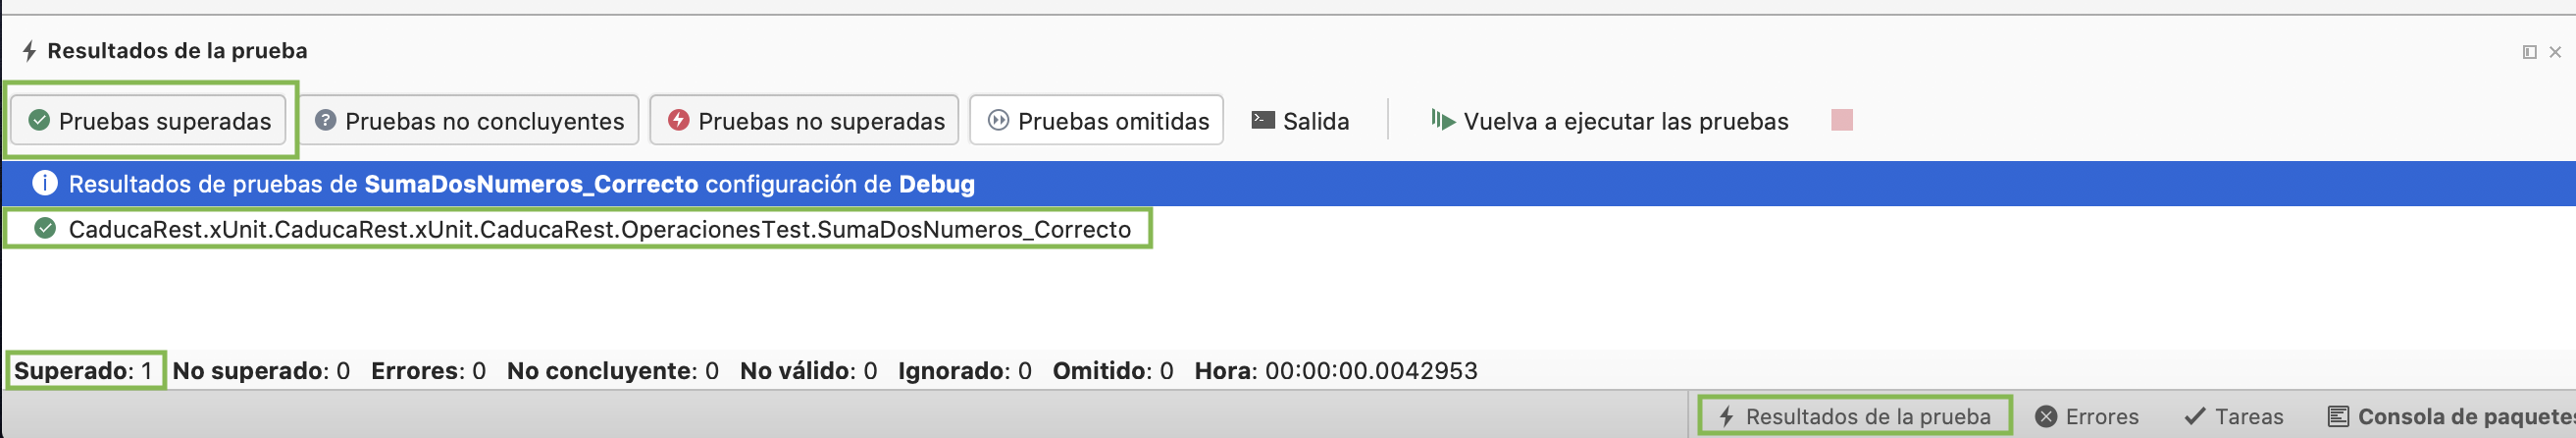 Resultados de la prueba
Pruebas superadas Pruebas no concluyentes Pruebas no superadas Pruebas omitidas Salida Vuelva a ejecutar las pruebas
Resultados de pruebas de SumaDosNumeros_Correcto configuración de Debug
CaducaRest.xUnit.CaducaRest.xUnit.CaducaRest.OperacionesTest.SumaDosNumeros_Correcto
Superado: 1 No superado: 0 Errores: 0 No concluyente: 0 No válido: 0 Ignorado: 0 Omitido: 0 Hora: 00:00:00.0042953
Resultados de la prueba Errores Tareas Consola de paquete